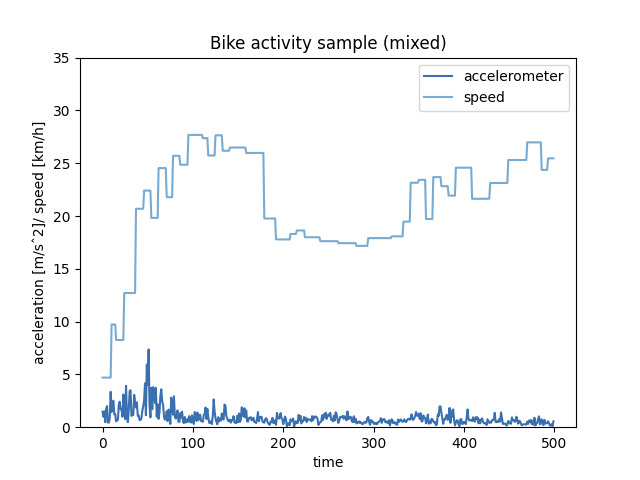 Bike activity sample (mixed)
accelerometer
speed
35
30
25
20
15
10
5
0
acceleration [m/sˆ2]/ speed [km/h]
0 100 200 300 400 500
time